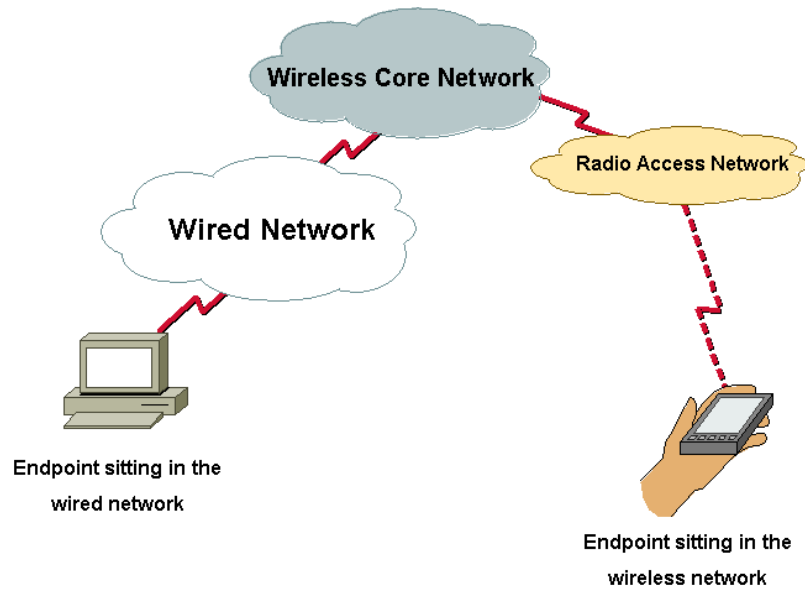 Wireless Core Network
Radio Access Network
Wired Network
Endpoint sitting in the
wired network
Endpoint sitting in the
wireless network